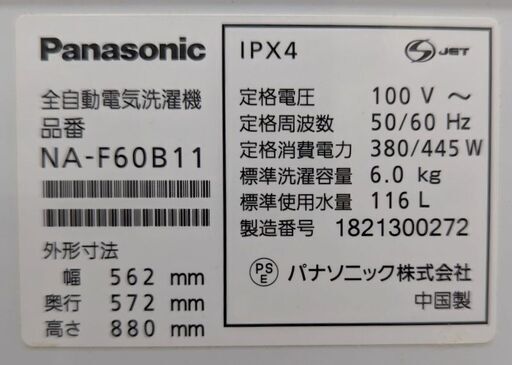 Panasonic
全自動電気洗濯機
品番
NA-F60B11
外形寸法
幅 562 mm
奥行 572 mm
高さ 880 mm
IPX4
S JET
定格電圧 100 V ～
定格周波数 50/60 Hz
定格消費電力 380/445 W
標準洗濯容量 6.0 kg
標準使用水量 116 L
製造番号 1821300272
PS E パナソニック株式会社
中国製